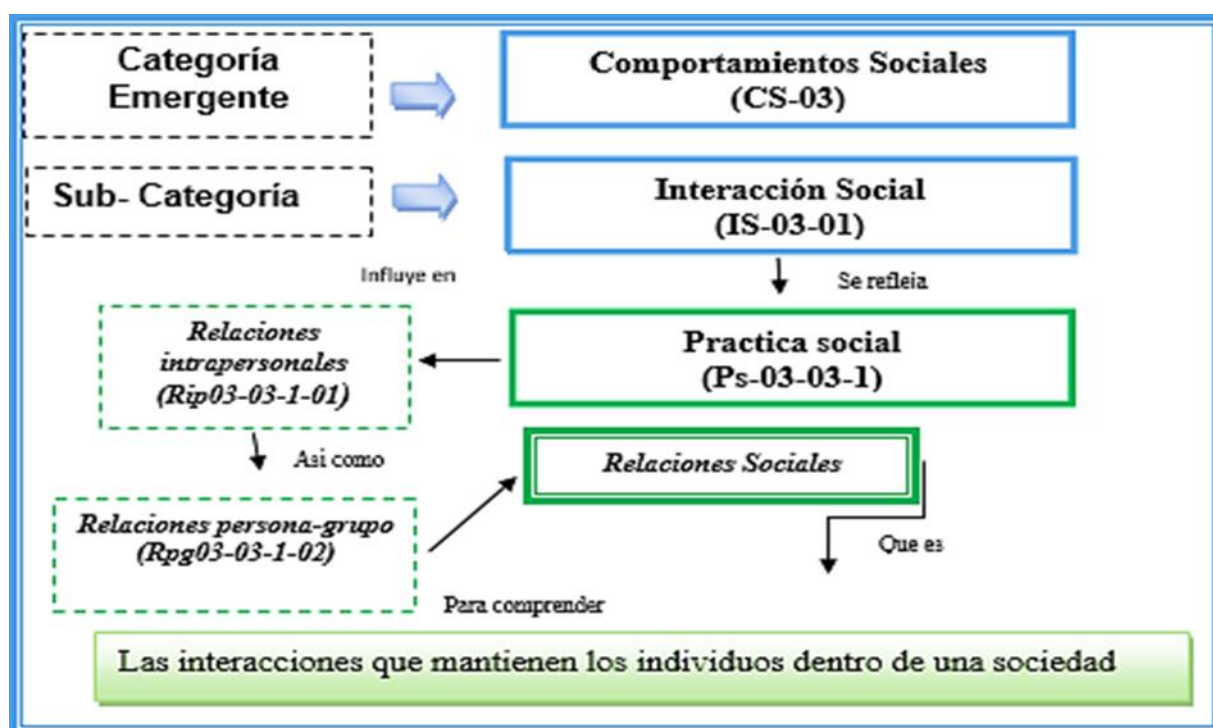 Categoría
Emergente
Comportamientos Sociales
(CS-03)
Sub- Categoría
Interacción Social
(IS-03-01)
Influye en
Se refleia
Relaciones
intrapersonales
(Rip03-03-1-01)
Practica social
(Ps-03-03-1)
Asi como
Relaciones Sociales
Relaciones persona-grupo
(Rpg03-03-1-02)
Que es
Para comprender
Las interacciones que mantienen los individuos dentro de una sociedad